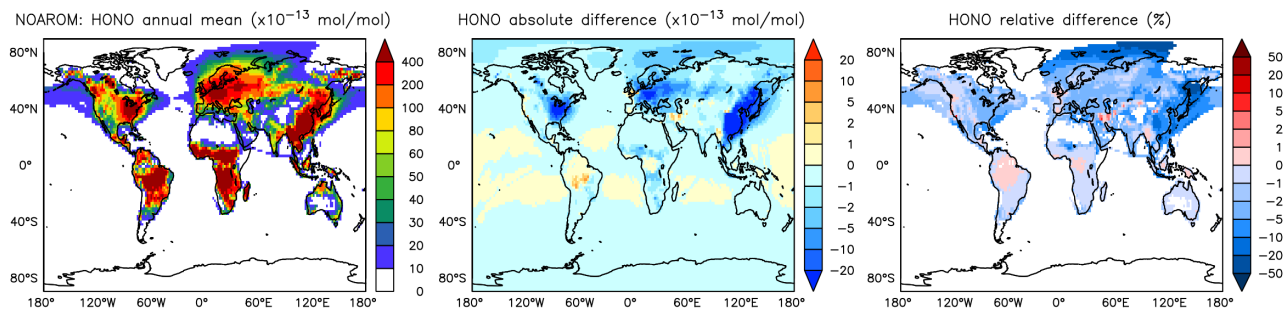 NOAROM: HONO annual mean (x10⁻¹³ mol/mol)
80°N
40°N
0°
40°S
80°S
180° 120°W 60°W 0° 60°E 120°E 180°
400
200
100
80
60
40
30
20
10
0
HONO absolute difference (x10⁻¹³ mol/mol)
80°N
40°N
0°
40°S
80°S
180° 120°W 60°W 0° 60°E 120°E 180°
20
10
5
2
1
0
−1
−2
−5
−10
−20
HONO relative difference (%)
80°N
40°N
0°
40°S
80°S
180° 120°W 60°W 0° 60°E 120°E 180°
50
20
10
5
2
1
0
−1
−2
−5
−10
−20
−50